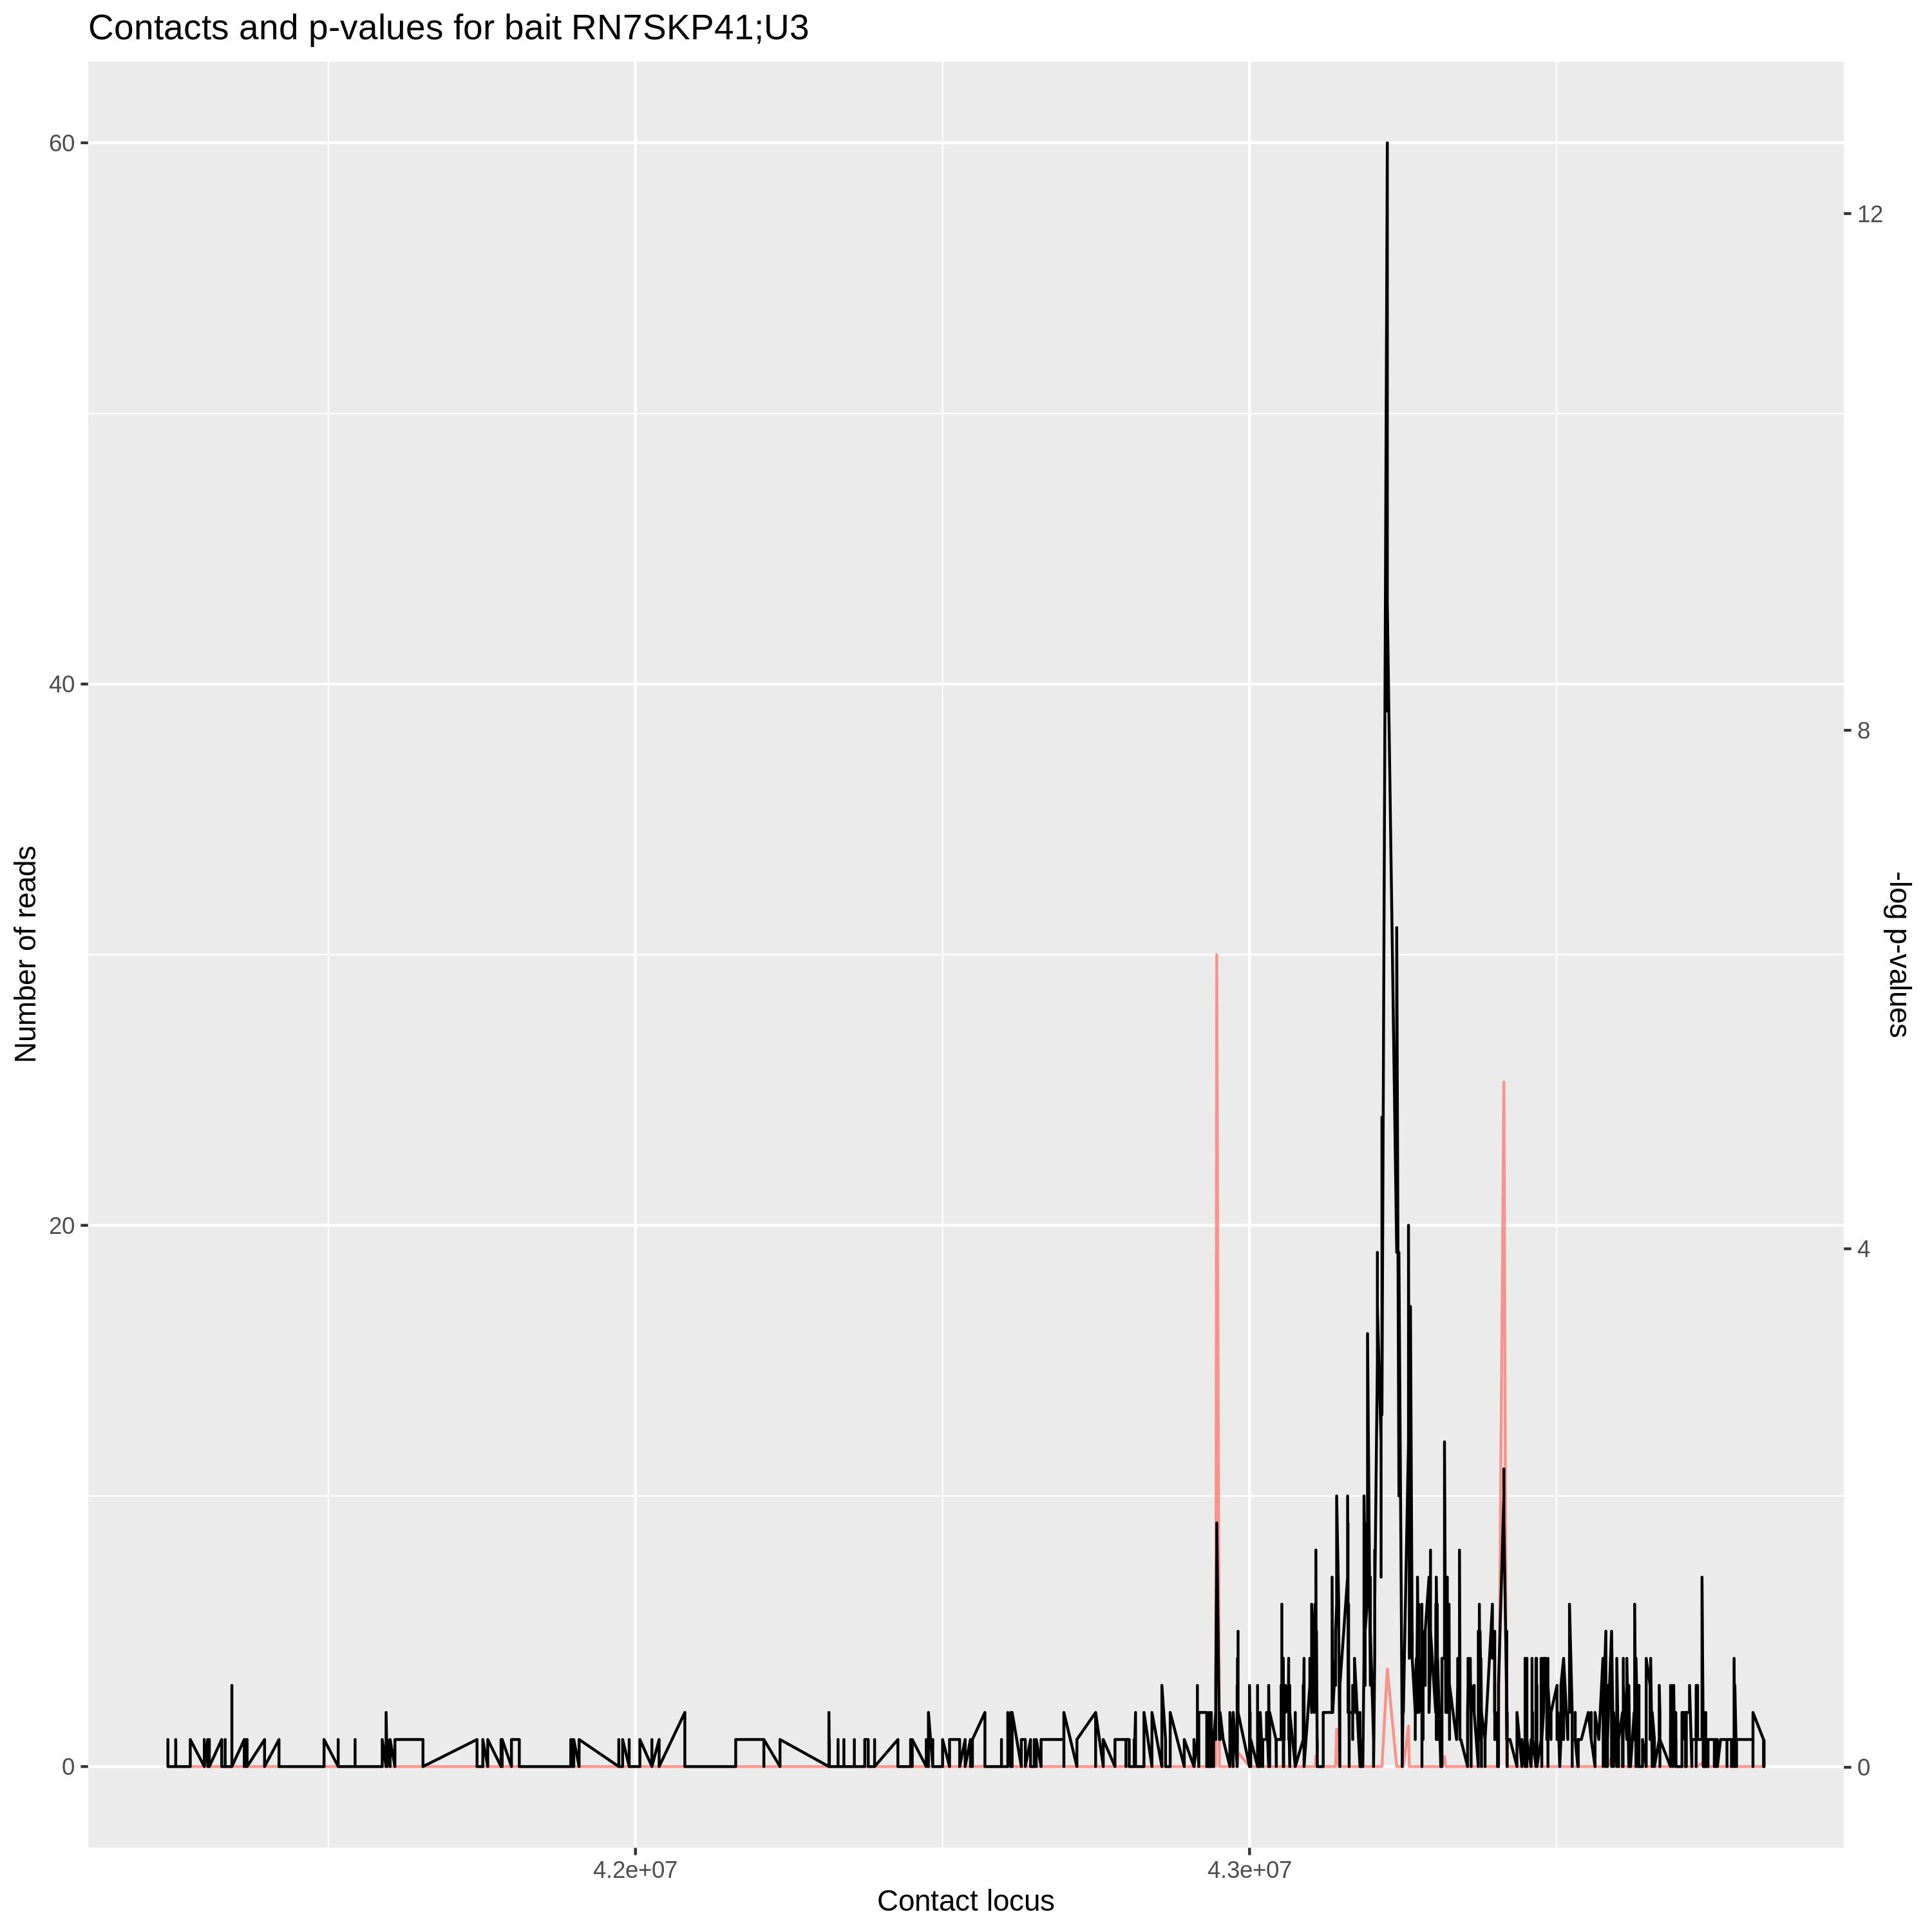 Contacts and p-values for bait RN7SKP41;U3
60
40
20
0
12
8
4
0
Number of reads
-log p-values
4.2e+07
4.3e+07
Contact locus